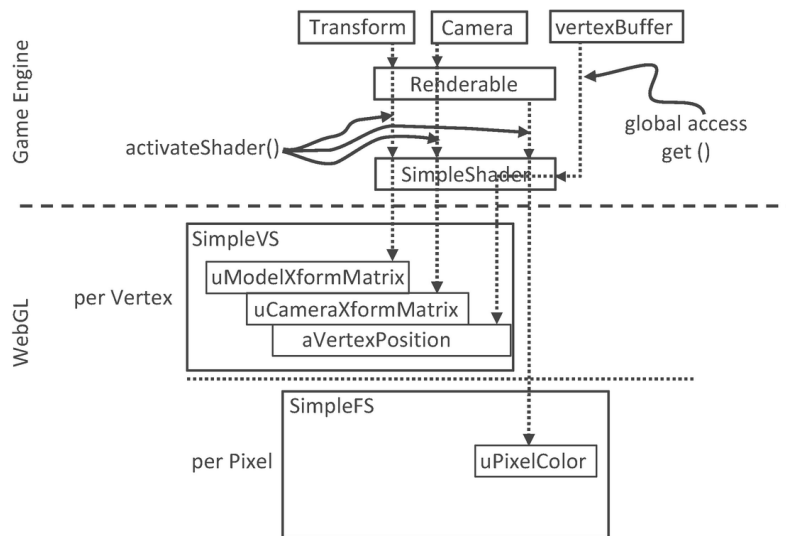 Transform
Camera
vertexBuffer
Renderable
Game Engine
global access
get ()
activateShader()
SimpleShader
SimpleVS
uModelXformMatrix
per Vertex
uCameraXformMatrix
aVertexPosition
WebGL
SimpleFS
per Pixel
uPixelColor